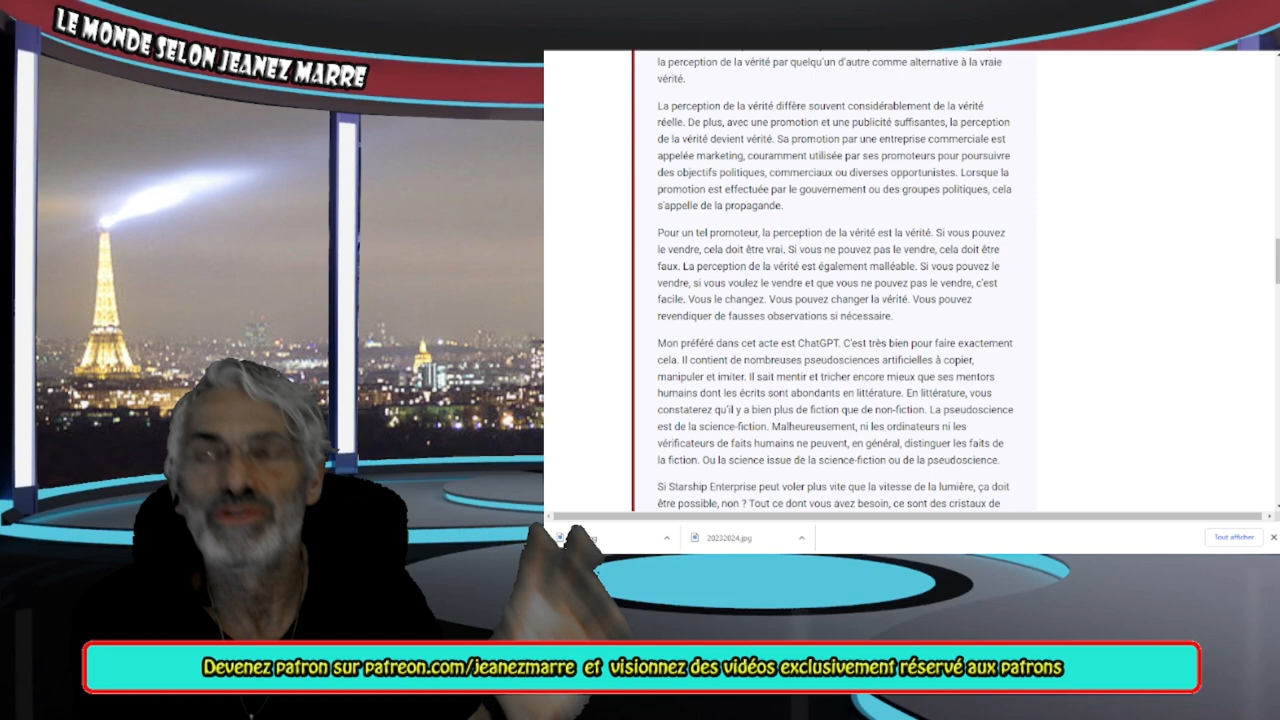 LE MONDE SELON JEANEZ MARRE
la perception de la vérité par quelqu'un d'autre comme alternative à la vraie
vérité.
La perception de la vérité diffère souvent considérablement de la vérité
réelle. De plus, avec une promotion et une publicité suffisantes, la perception
de la vérité devient vérité. Sa promotion par une entreprise commerciale est
appelée marketing, couramment utilisée par ses promoteurs pour poursuivre
des objectifs politiques, commerciaux ou diverses opportunistes. Lorsque la
promotion est effectuée par le gouvernement ou des groupes politiques, cela
s'appelle de la propagande.
Pour un tel promoteur, la perception de la vérité est la vérité. Si vous pouvez
le vendre, cela doit être vrai. Si vous ne pouvez pas le vendre, cela doit être
faux. La perception de la vérité est également malléable. Si vous pouvez le
vendre, si vous voulez le vendre et que vous ne pouvez pas le vendre, c'est
facile. Vous le changez. Vous pouvez changer la vérité. Vous pouvez
revendiquer de fausses observations si nécessaire.
Mon préféré dans cet acte est ChatGPT. C'est très bien pour faire exactement
cela. Il contient de nombreuses pseudosciences artificielles à copier,
manipuler et imiter. Il sait mentir et tricher encore mieux que ses mentors
humains dont les écrits sont abondants en littérature. En littérature, vous
constaterez qu'il y a bien plus de fiction que de non-fiction. La pseudoscience
est de la science-fiction. Malheureusement, ni les ordinateurs ni les
vérificateurs de faits humains ne peuvent, en général, distinguer les faits de
la fiction. Ou la science issue de la science-fiction ou de la pseudoscience.
Si Starship Enterprise peut voler plus vite que la vitesse de la lumière, ça doit
être possible, non ? Tout ce dont vous avez besoin, ce sont des cristaux de
20232024.jpg
Tout afficher
Devenez patron sur patreon.com/jeanezmarre et visionnez des vidéos exclusivement réservé aux patrons